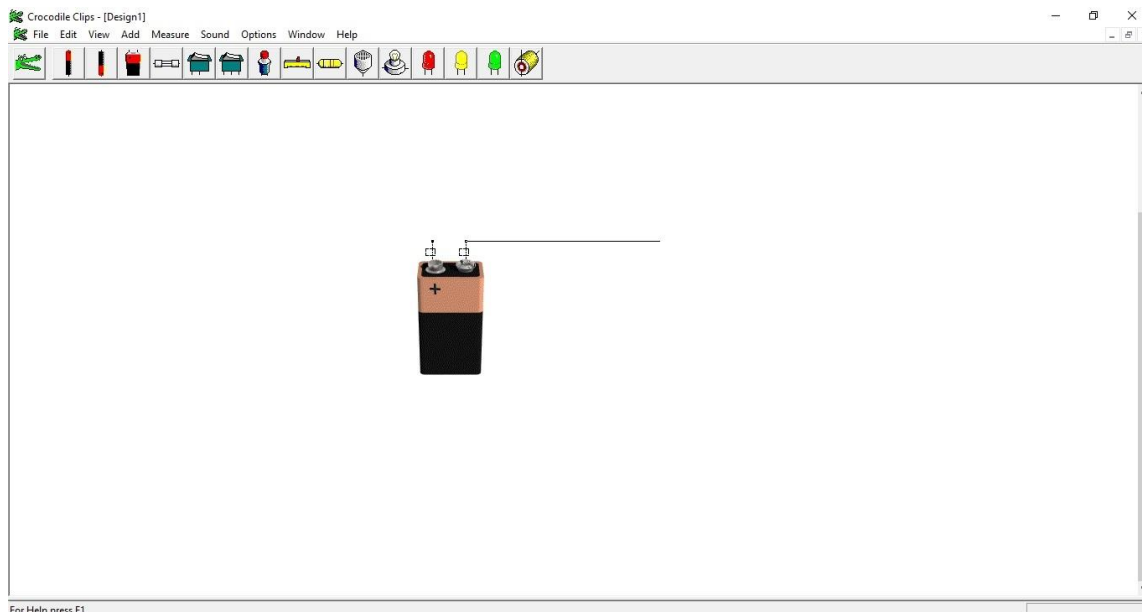 Crocodile Clips - [Design1]
File Edit View Add Measure Sound Options Window Help
+
For Help press F1